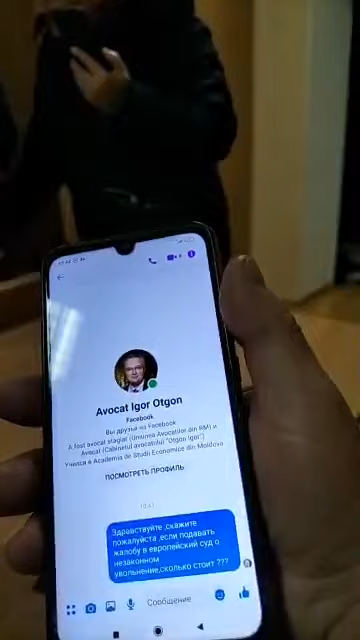 Avocat Igor Otgon
Facebook
Вы друзья на Facebook
A fost avocat stagiar (Uniunea Avocatilor din RM) и
Avocat (Cabinetul avocatului "Otgon Igor")
Учился в Academia de Studii Economice din Moldova
ПОСМОТРЕТЬ ПРОФИЛЬ
Здравствуйте ,скажите
пожалуйста ,если подавать
жалобу в европейский суд о
незаконном
увольнение,сколько стоит ???
Сообщение